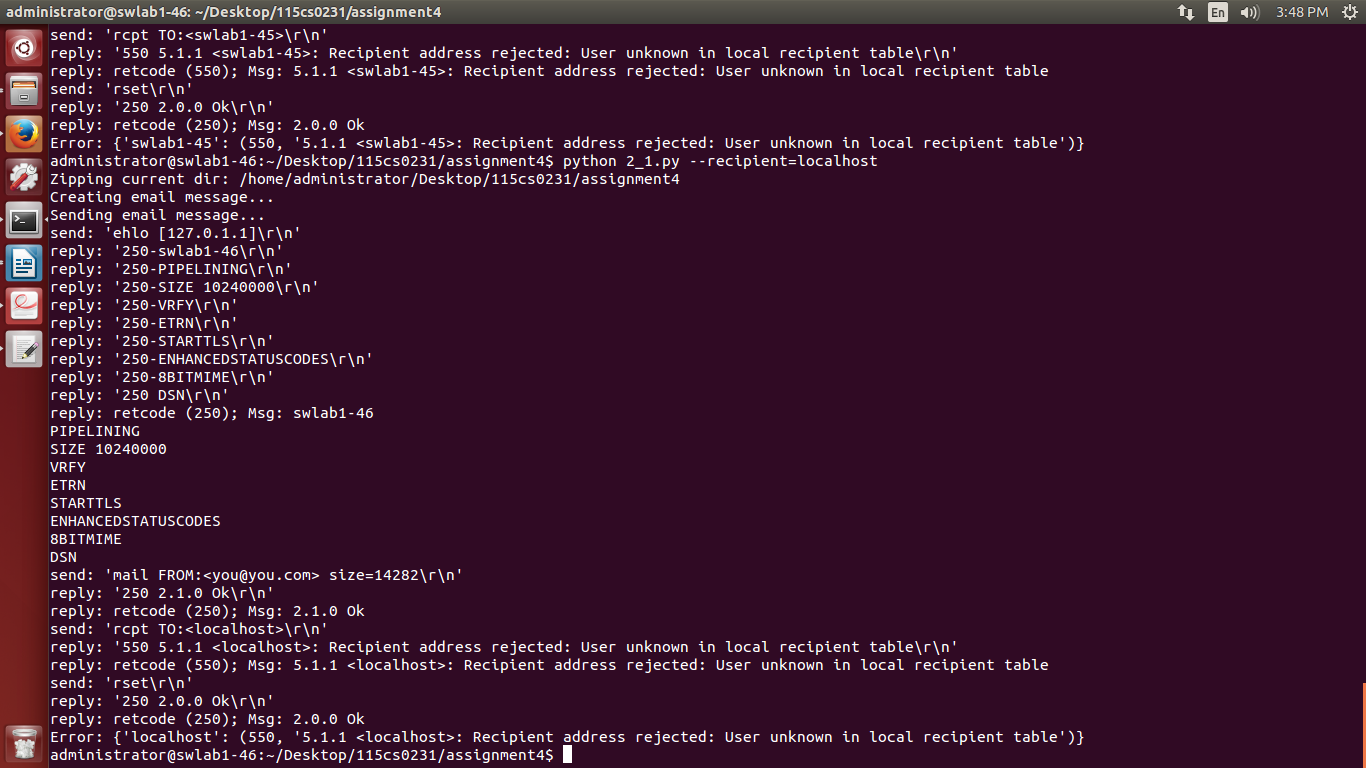 administrator@swlab1-46: ~/Desktop/115cs0231/assignment4
En
3:48 PM
send: 'rcpt TO:<swlab1-45>\r\n'
reply: '550 5.1.1 <swlab1-45>: Recipient address rejected: User unknown in local recipient table\r\n'
reply: retcode (550); Msg: 5.1.1 <swlab1-45>: Recipient address rejected: User unknown in local recipient table
send: 'rset\r\n'
reply: '250 2.0.0 Ok\r\n'
reply: retcode (250); Msg: 2.0.0 Ok
Error: {'swlab1-45': (550, '5.1.1 <swlab1-45>: Recipient address rejected: User unknown in local recipient table')}
administrator@swlab1-46:~/Desktop/115cs0231/assignment4$ python 2_1.py --recipient=localhost
Zipping current dir: /home/administrator/Desktop/115cs0231/assignment4
Creating email message...
Sending email message...
send: 'ehlo [127.0.1.1]\r\n'
reply: '250-swlab1-46\r\n'
reply: '250-PIPELINING\r\n'
reply: '250-SIZE 10240000\r\n'
reply: '250-VRFY\r\n'
reply: '250-ETRN\r\n'
reply: '250-STARTTLS\r\n'
reply: '250-ENHANCEDSTATUSCODES\r\n'
reply: '250-8BITMIME\r\n'
reply: '250 DSN\r\n'
reply: retcode (250); Msg: swlab1-46
PIPELINING
SIZE 10240000
VRFY
ETRN
STARTTLS
ENHANCEDSTATUSCODES
8BITMIME
DSN
send: 'mail FROM:<you@you.com> size=14282\r\n'
reply: '250 2.1.0 Ok\r\n'
reply: retcode (250); Msg: 2.1.0 Ok
send: 'rcpt TO:<localhost>\r\n'
reply: '550 5.1.1 <localhost>: Recipient address rejected: User unknown in local recipient table\r\n'
reply: retcode (550); Msg: 5.1.1 <localhost>: Recipient address rejected: User unknown in local recipient table
send: 'rset\r\n'
reply: '250 2.0.0 Ok\r\n'
reply: retcode (250); Msg: 2.0.0 Ok
Error: {'localhost': (550, '5.1.1 <localhost>: Recipient address rejected: User unknown in local recipient table')}
administrator@swlab1-46:~/Desktop/115cs0231/assignment4$